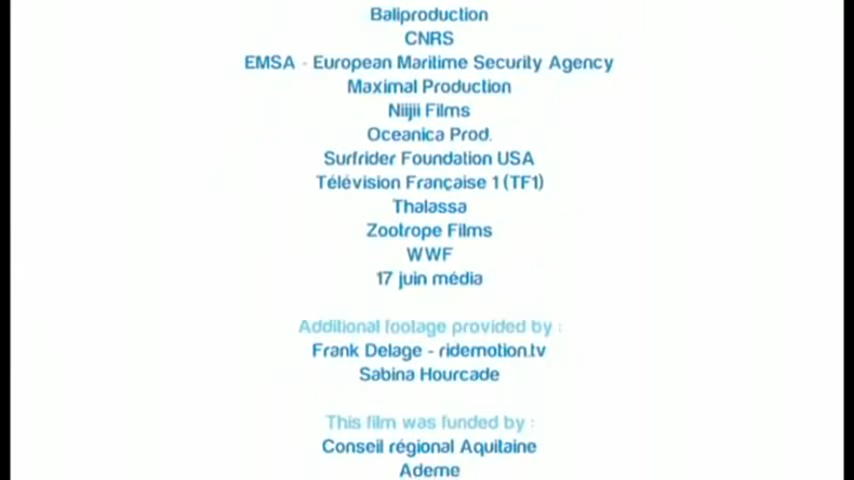 Baliproduction
CNRS
EMSA - European Maritime Security Agency
Maximal Production
Niijii Films
Oceanica Prod.
Surfrider Foundation USA
Télévision Française 1 (TF1)
Thalassa
Zootrope Films
WWF
17 juin média
Additional footage provided by :
Frank Delage - ridemotion.tv
Sabina Hourcade
This film was funded by :
Conseil régional Aquitaine
Ademe